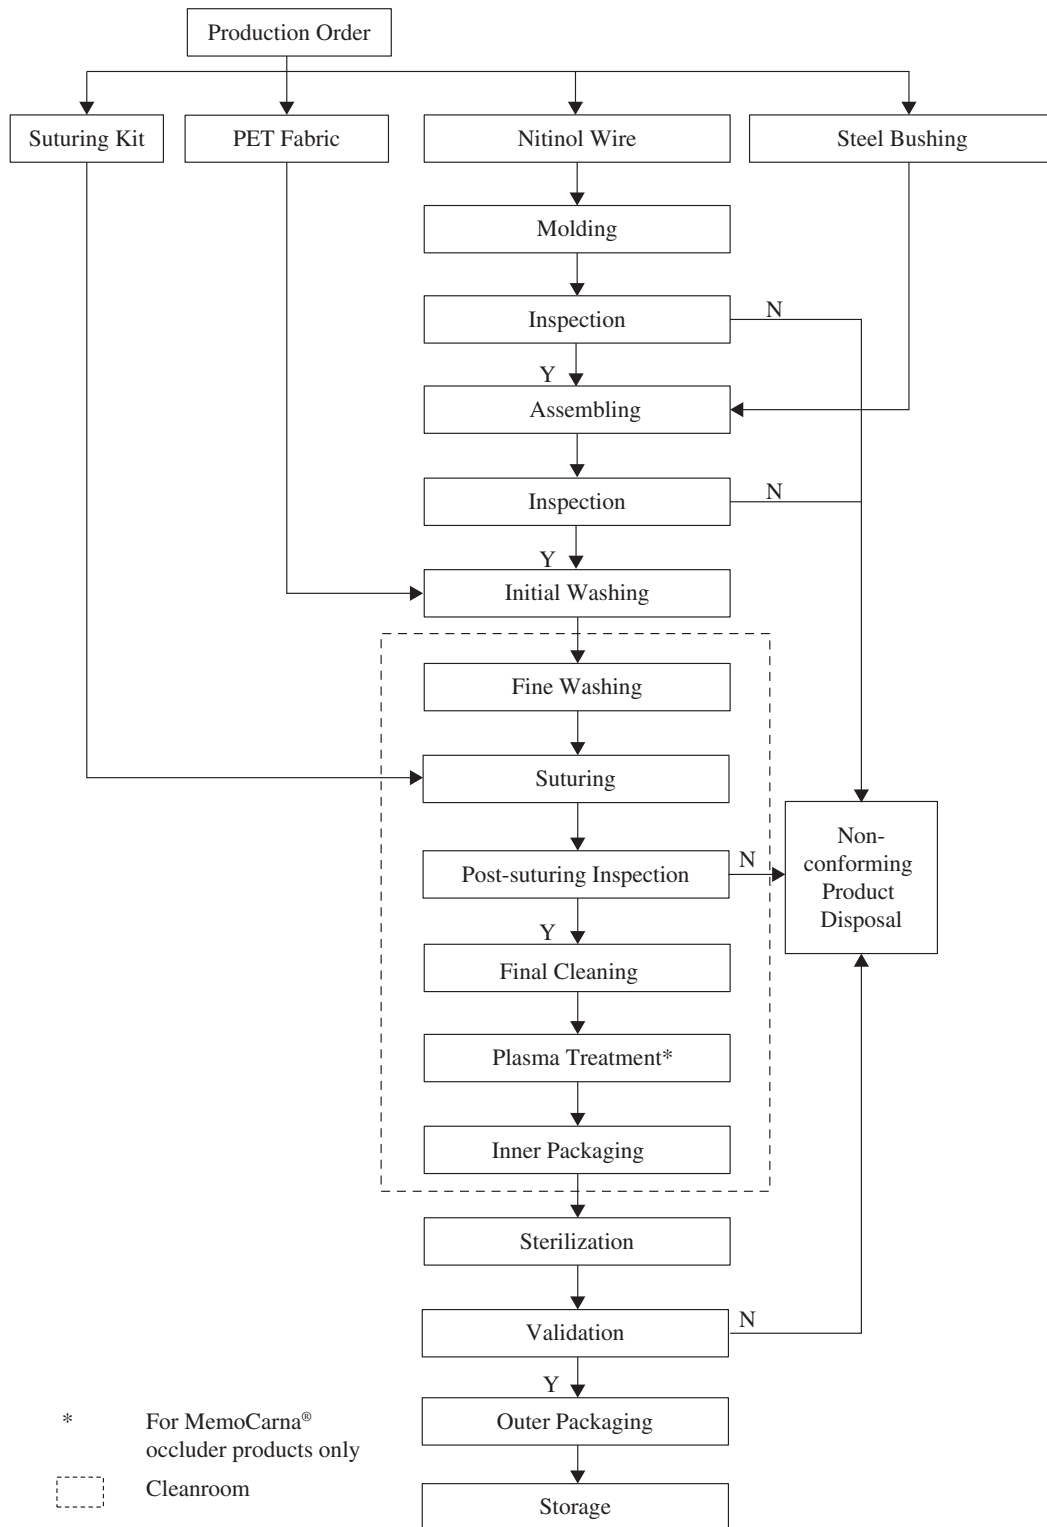 Production Order
Suturing Kit
PET Fabric
Nitinol Wire
Steel Bushing
Molding
Inspection
N
Y
Assembling
Inspection
N
Y
Initial Washing
Fine Washing
Suturing
Post-suturing Inspection
N
Non-
conforming
Product
Disposal
Y
Final Cleaning
Plasma Treatment*
Inner Packaging
Sterilization
Validation
N
Y
Outer Packaging
Storage
* For MemoCarna®
occluder products only
Cleanroom